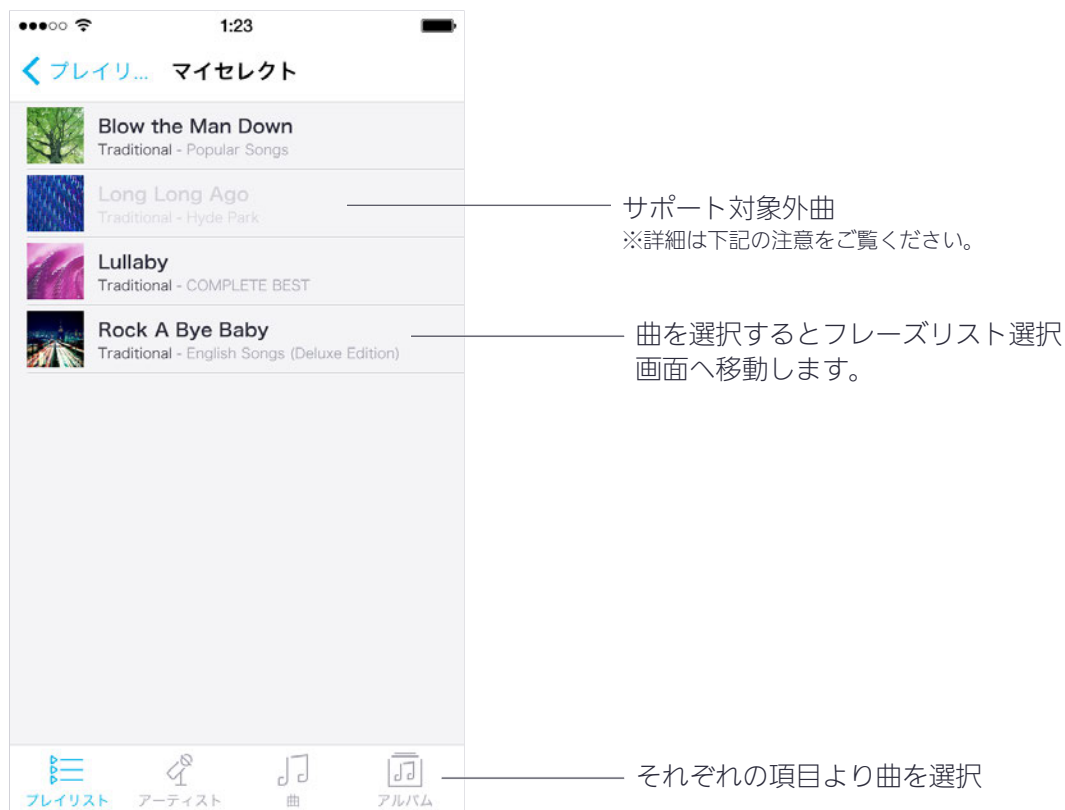 1:23
プレイリ... マイセレクト
Blow the Man Down
Traditional - Popular Songs
Long Long Ago
Traditional - Hyde Park
サポート対象外曲
※詳細は下記の注意をご覧ください。
Lullaby
Traditional - COMPLETE BEST
Rock A Bye Baby
Traditional - English Songs (Deluxe Edition)
曲を選択するとフレーズリスト選択
画面へ移動します。
それぞれの項目より曲を選択
プレイリスト アーティスト 曲 アルバム